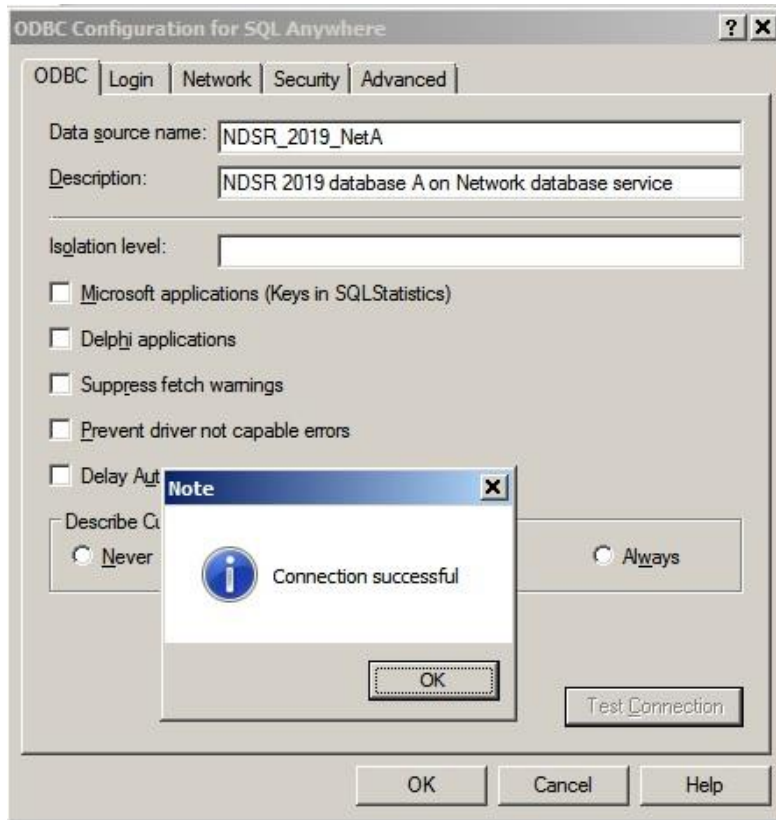 ODBC Configuration for SQL Anywhere
?
ODBC Login Network Security Advanced
Data source name: NDSR_2019_NetA
Description: NDSR 2019 database A on Network database service
Isolation level:
Microsoft applications (Keys in SQLStatistics)
Delphi applications
Suppress fetch warnings
Prevent driver not capable errors
Delay Aut
Note
Describe Cu
Never
Connection successful
Always
OK
Test Connection
OK Cancel Help